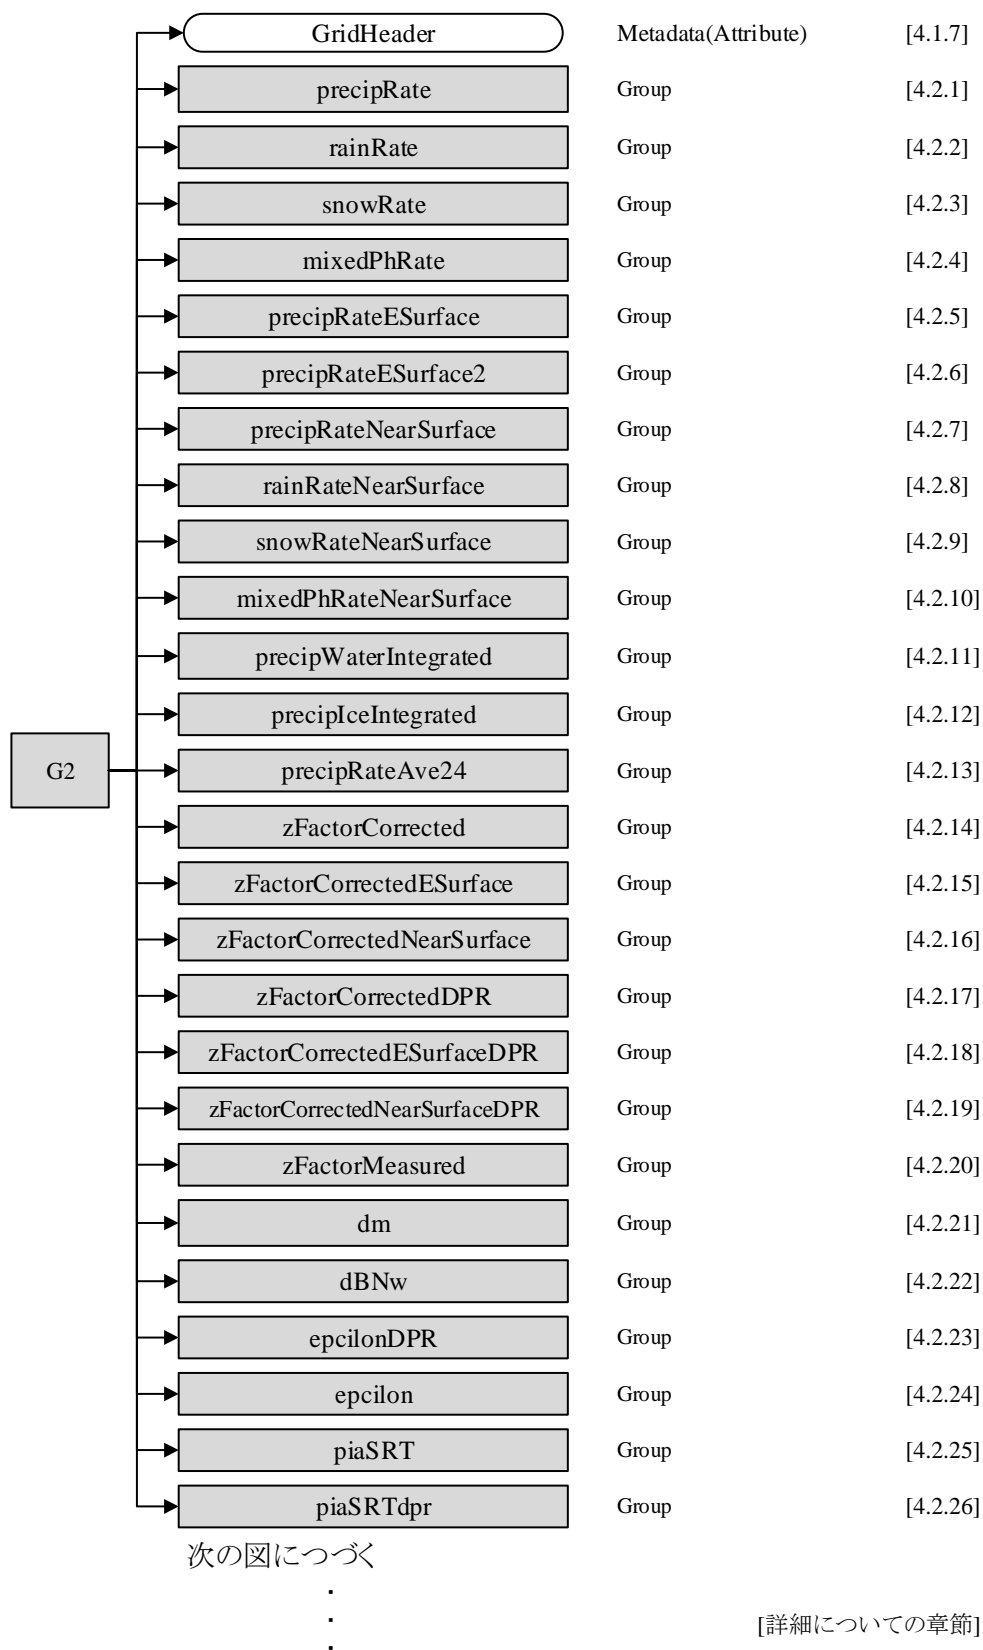 GridHeader Metadata(Attribute) [4.1.7]
precipRate Group [4.2.1]
rainRate Group [4.2.2]
snowRate Group [4.2.3]
mixedPhRate Group [4.2.4]
precipRateESurface Group [4.2.5]
precipRateESurface2 Group [4.2.6]
precipRateNearSurface Group [4.2.7]
rainRateNearSurface Group [4.2.8]
snowRateNearSurface Group [4.2.9]
mixedPhRateNearSurface Group [4.2.10]
precipWaterIntegrated Group [4.2.11]
precipIceIntegrated Group [4.2.12]
G2 precipRateAve24 Group [4.2.13]
zFactorCorrected Group [4.2.14]
zFactorCorrectedESurface Group [4.2.15]
zFactorCorrectedNearSurface Group [4.2.16]
zFactorCorrectedDPR Group [4.2.17]
zFactorCorrectedESurfaceDPR Group [4.2.18]
zFactorCorrectedNearSurfaceDPR Group [4.2.19]
zFactorMeasured Group [4.2.20]
dm Group [4.2.21]
dBNw Group [4.2.22]
epcilonDPR Group [4.2.23]
epcilon Group [4.2.24]
piaSRT Group [4.2.25]
piaSRTdpr Group [4.2.26]
次の図につづく
・
・
・
[詳細についての章節]